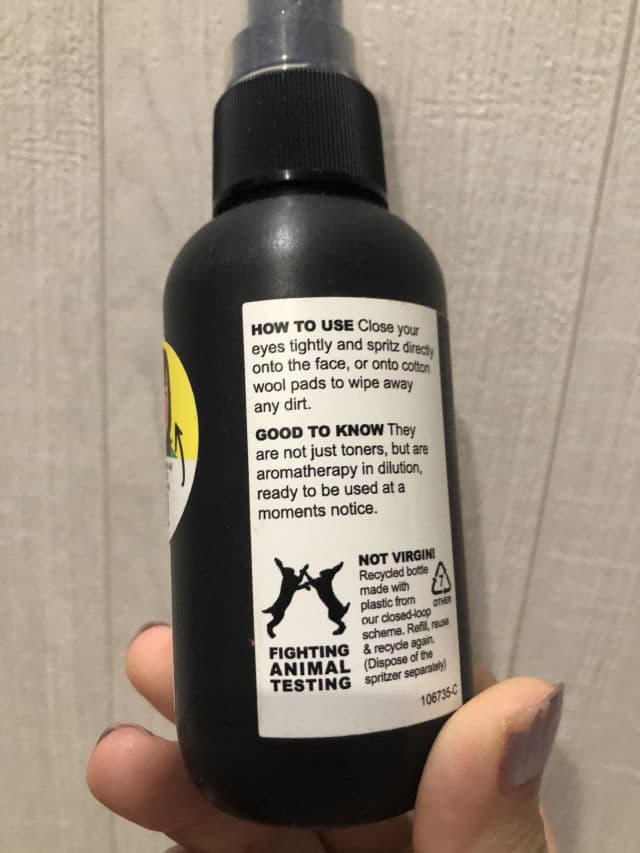 HOW TO USE Close your
eyes tightly and spritz directly
onto the face, or onto cotton
wool pads to wipe away
any dirt.
GOOD TO KNOW They
are not just toners, but are
aromatherapy in dilution,
ready to be used at a
moments notice.
FIGHTING
ANIMAL
TESTING
NOT VIRGIN!
Recycled bottle
made with
plastic from
our closed-loop
scheme. Refill, reuse
& recycle again.
(Dispose of the
spritzer separately)
7
OTHER
106735-C